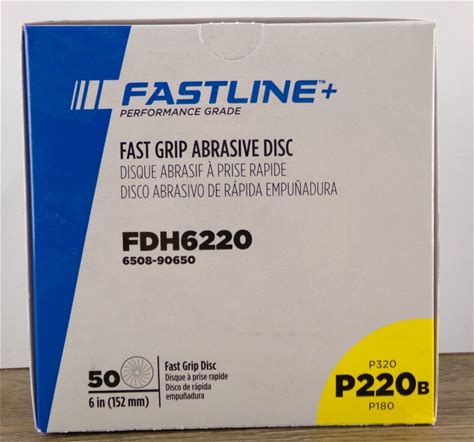 FASTLINE™+
PERFORMANCE GRADE
FAST GRIP ABRASIVE DISC
DISQUE ABRASIF À PRISE RAPIDE
DISCO ABRASIVO DE RÁPIDA EMPUÑADURA
FDH6220
6508-90650
50
6 in (152 mm)
Fast Grip Disc
Disque à prise rapide
Disco de rápida
empuñadura
P320
P220B
P180